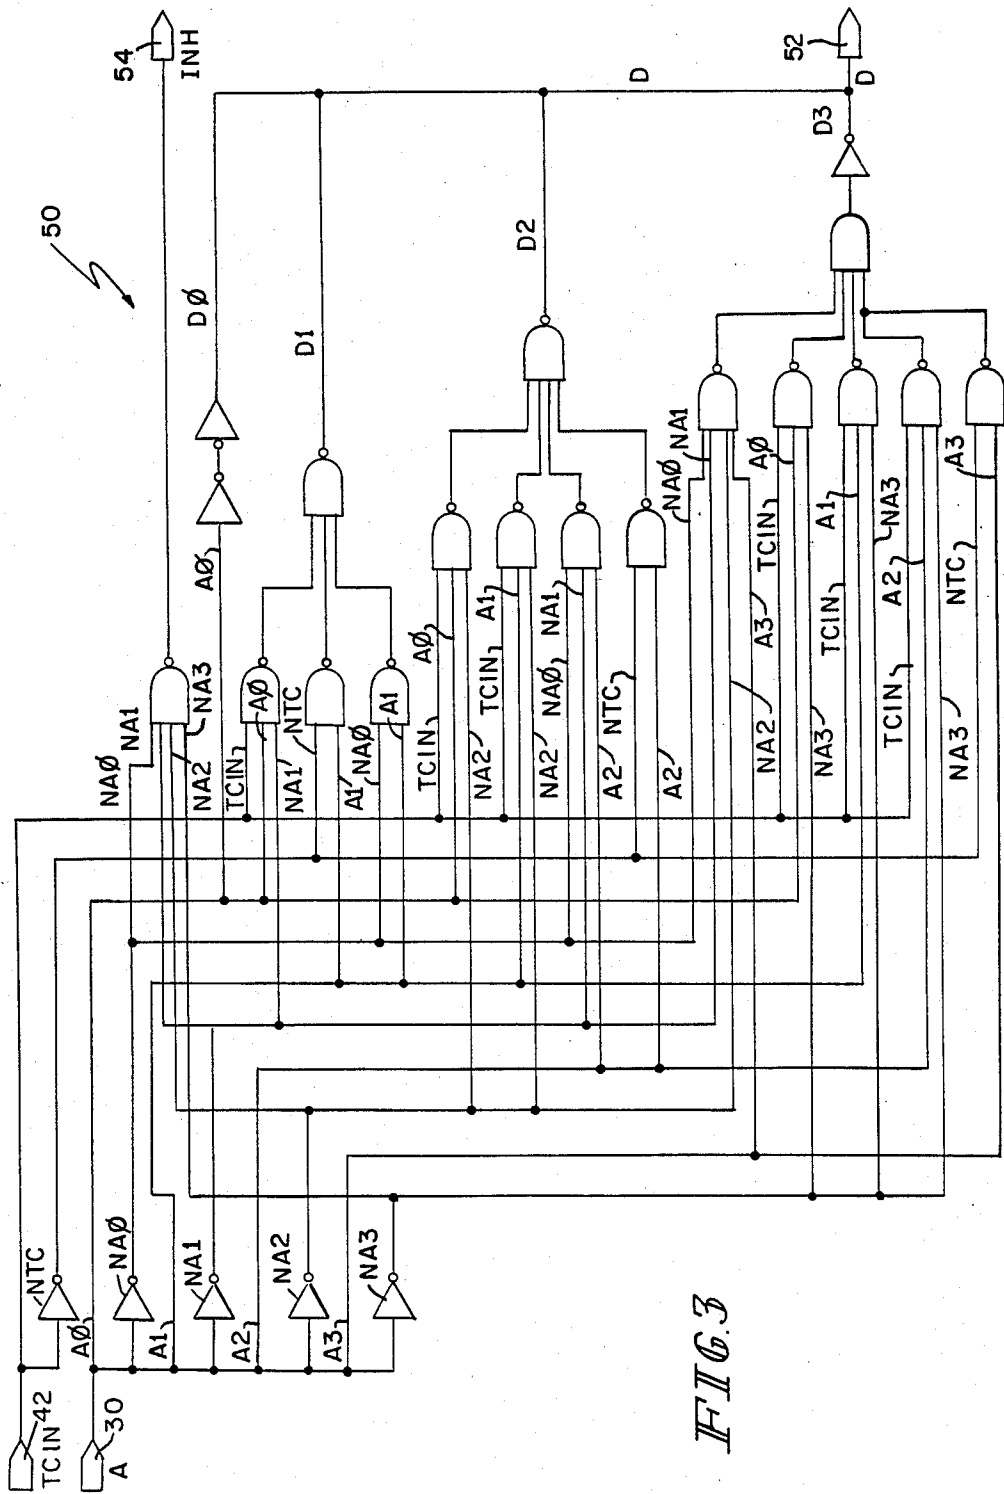 54
INH
50
DØ
D1
D2
D
D3
52
D
NAØ
NA1
NA2
NA3
AØ
TCIN
AØ
NA1
NTC
A1
NAØ
A1
TCIN
AØ
NA2
TCIN
A1
NA2
NAØ
NA1
A2
NTC
A2
NAØ
NA1
NA2
A3
TCIN
AØ
NA3
TCIN
A1
NA3
TCIN
A2
NA3
NTC
A3
NTC
AØ
NAØ
A1
NA1
A2
NA2
A3
NA3
42
TCIN
30
A
FIG. 3